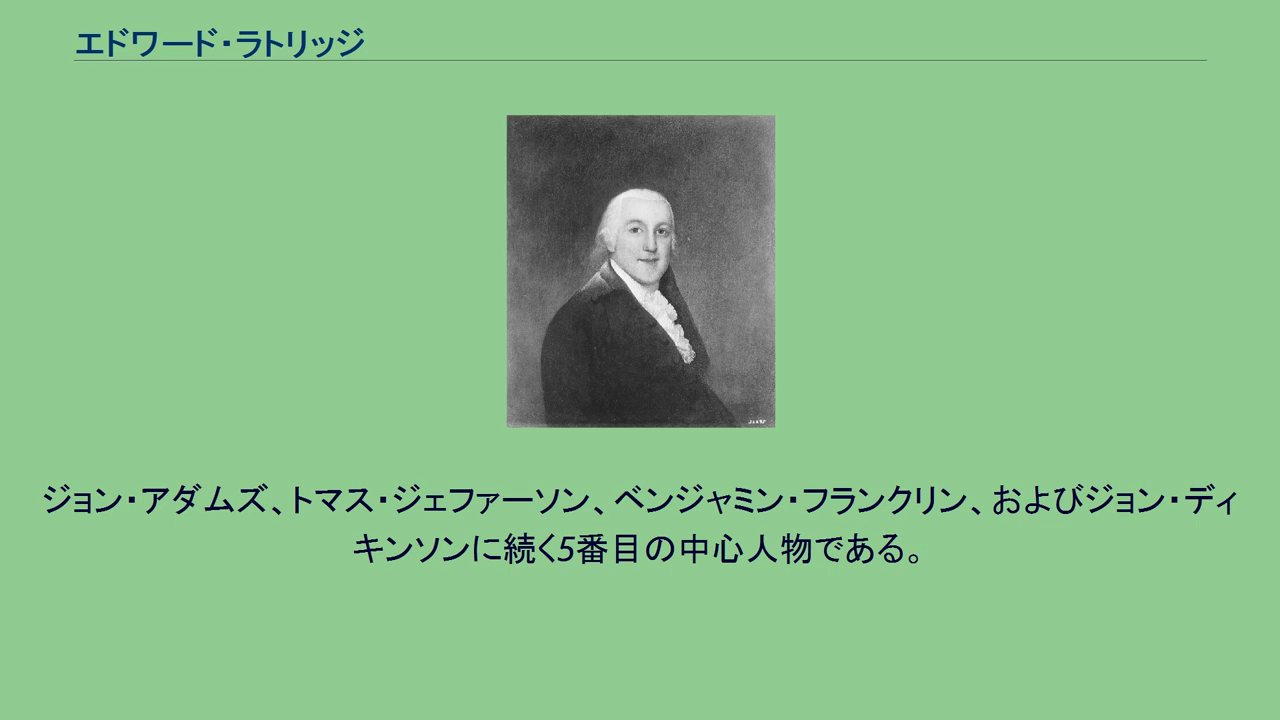 エドワード・ラトリッジ
ジョン・アダムズ、トマス・ジェファーソン、ベンジャミン・フランクリン、およびジョン・ディ
キンソンに続く5番目の中心人物である。